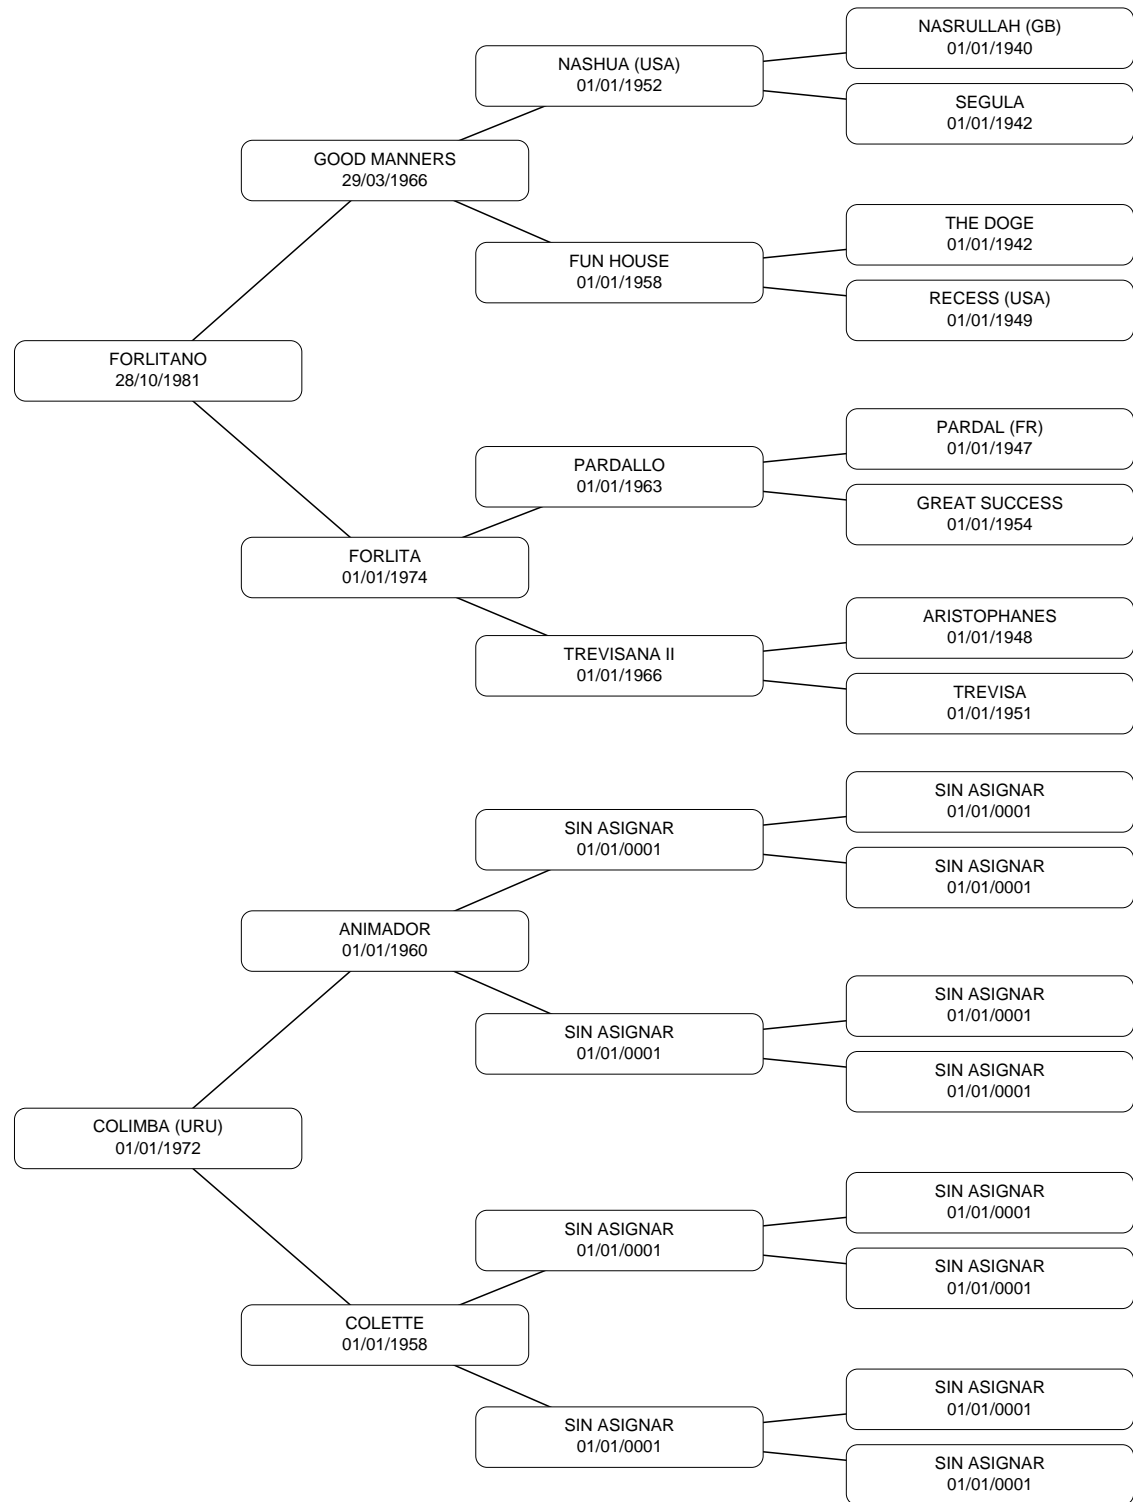 NASRULLAH (GB)
01/01/1940
NASHUA (USA)
01/01/1952
SEGULA
01/01/1942
GOOD MANNERS
29/03/1966
THE DOGE
01/01/1942
FUN HOUSE
01/01/1958
RECESS (USA)
01/01/1949
FORLITANO
28/10/1981
PARDAL (FR)
01/01/1947
PARDALLO
01/01/1963
GREAT SUCCESS
01/01/1954
FORLITA
01/01/1974
ARISTOPHANES
01/01/1948
TREVISANA II
01/01/1966
TREVISA
01/01/1951
SIN ASIGNAR
01/01/0001
SIN ASIGNAR
01/01/0001
SIN ASIGNAR
01/01/0001
ANIMADOR
01/01/1960
SIN ASIGNAR
01/01/0001
SIN ASIGNAR
01/01/0001
SIN ASIGNAR
01/01/0001
COLIMBA (URU)
01/01/1972
SIN ASIGNAR
01/01/0001
SIN ASIGNAR
01/01/0001
SIN ASIGNAR
01/01/0001
COLETTE
01/01/1958
SIN ASIGNAR
01/01/0001
SIN ASIGNAR
01/01/0001
SIN ASIGNAR
01/01/0001